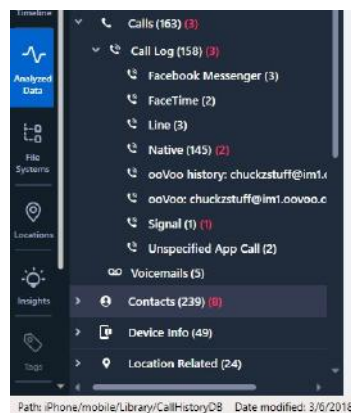 Timeline
Analyzed
Data
File
Systems
Locations
Insights
Tags
Calls (163) (3)
Call Log (158) (3)
Facebook Messenger (3)
FaceTime (2)
Line (3)
Native (145) (2)
ooVoo history: chuckzstuff@im1.
ooVoo: chuckzstuff@im1.oovoo.c
Signal (1) (1)
Unspecified App Call (2)
Voicemails (5)
Contacts (239) (8)
Device Info (49)
Location Related (24)
Path: iPhone/mobile/Library/CallHistoryDB Date modified: 3/6/2018